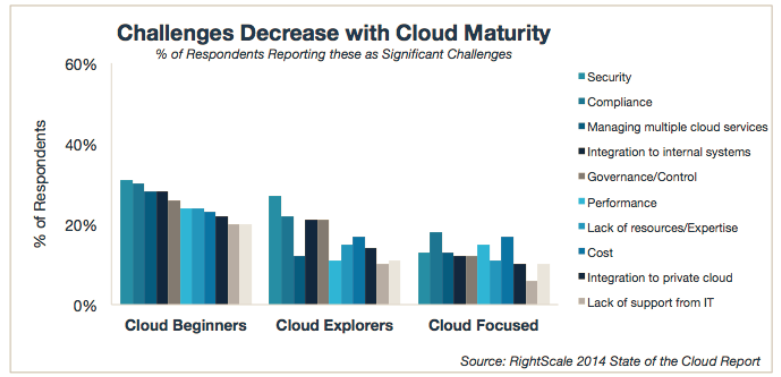 Challenges Decrease with Cloud Maturity
% of Respondents Reporting these as Significant Challenges
60%
40%
20%
0%
% of Respondents
Cloud Beginners
Cloud Explorers
Cloud Focused
Security
Compliance
Managing multiple cloud services
Integration to internal systems
Governance/Control
Performance
Lack of resources/Expertise
Cost
Integration to private cloud
Lack of support from IT
Source: RightScale 2014 State of the Cloud Report